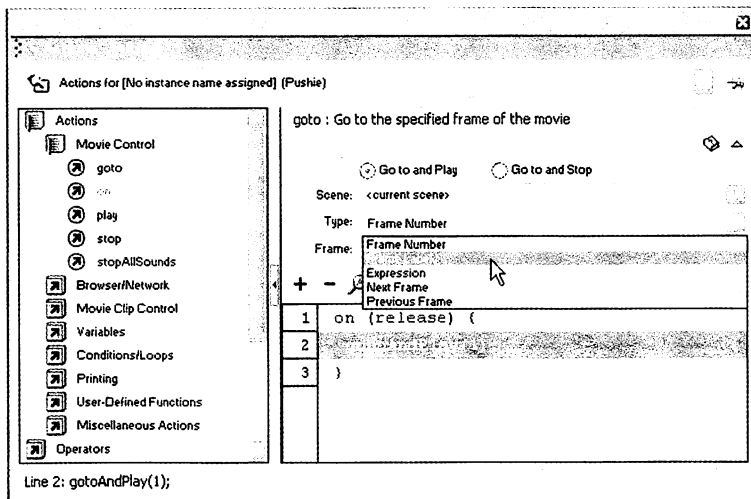 Actions for [No instance name assigned] (Pushie)
Actions
Movie Control
goto
on
play
stop
stopAllSounds
Browser/Network
Movie Clip Control
Variables
Conditions/Loops
Printing
User-Defined Functions
Miscellaneous Actions
Operators
goto : Go to the specified frame of the movie
Go to and Play Go to and Stop
Scene: <current scene>
Type: Frame Number
Frame:
Frame Number
Expression
Next Frame
Previous Frame
+ -
1 on (release) {
2
3 }
Line 2: gotoAndPlay(1);